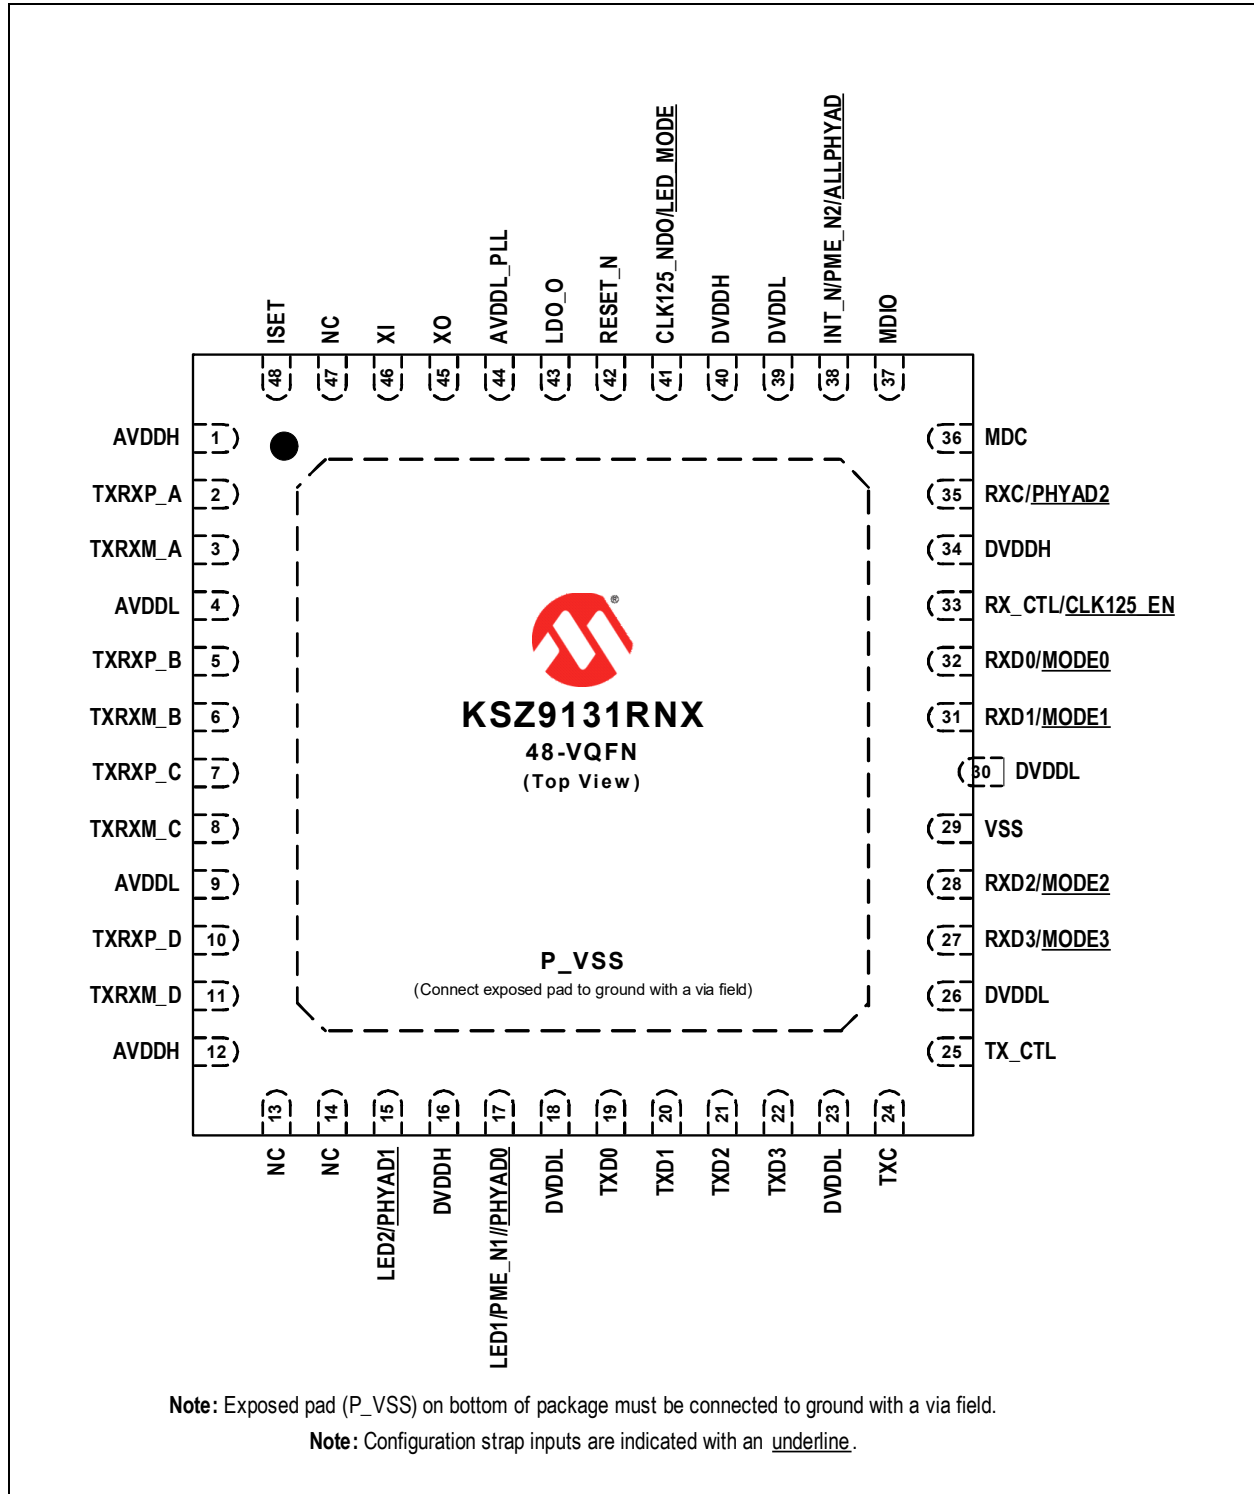 ISET
NC
XI
XO
AVDDL_PLL
LDO_O
RESET_N
CLK125_NDO/LED_MODE
DVDDH
DVDDL
INT_N/PME_N2/ALLPHYAD
MDIO
48
47
46
45
44
43
42
41
40
39
38
37
AVDDH 1
TXRXP_A 2
TXRXM_A 3
AVDDL 4
TXRXP_B 5
TXRXM_B 6
TXRXP_C 7
TXRXM_C 8
AVDDL 9
TXRXP_D 10
TXRXM_D 11
AVDDH 12
36 MDC
35 RXC/PHYAD2
34 DVDDH
33 RX_CTL/CLK125_EN
32 RXD0/MODE0
31 RXD1/MODE1
30 DVDDL
29 VSS
28 RXD2/MODE2
27 RXD3/MODE3
26 DVDDL
25 TX_CTL
®
KSZ9131RNX
48-VQFN
(Top View)
P_VSS
(Connect exposed pad to ground with a via field)
13
14
15
16
17
18
19
20
21
22
23
24
NC
NC
LED2/PHYAD1
DVDDH
LED1/PME_N1//PHYAD0
DVDDL
TXD0
TXD1
TXD2
TXD3
DVDDL
TXC
Note: Exposed pad (P_VSS) on bottom of package must be connected to ground with a via field.
Note: Configuration strap inputs are indicated with an underline.